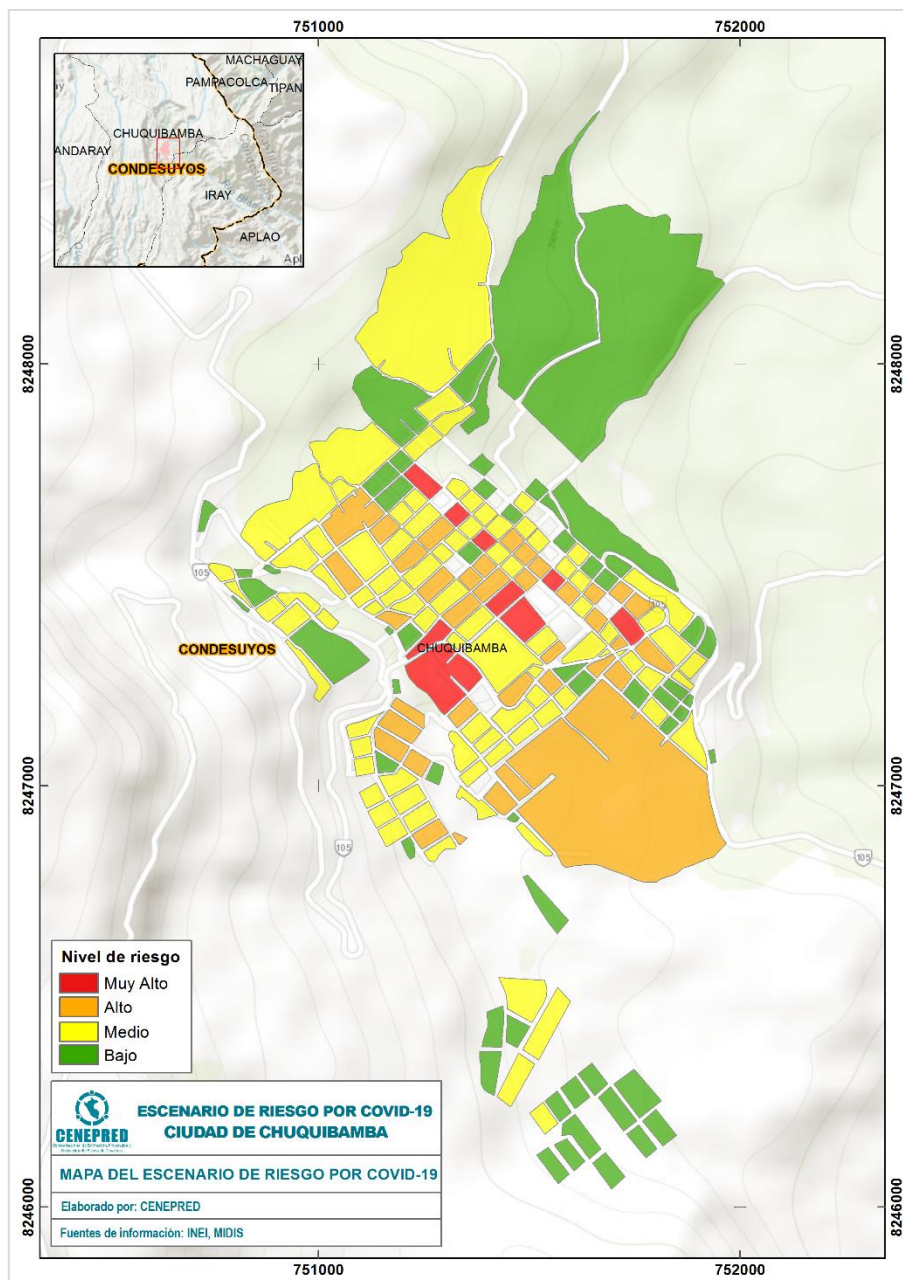 751000
752000
MACHAGUAY
PAMPACOLCA
TIPAN
CHUQUIBAMBA
ANDARAY
CONDESUYOS
IRAY
APLAO
Apl
8248000
8248000
105
105
CONDESUYOS
CHUQUIBAMBA
8247000
8247000
105
105
Nivel de riesgo
Muy Alto
Alto
Medio
Bajo
CENEPRED
ESCENARIO DE RIESGO POR COVID-19
CIUDAD DE CHUQUIBAMBA
MAPA DEL ESCENARIO DE RIESGO POR COVID-19
Elaborado por: CENEPRED
Fuentes de información: INEI, MIDIS
8246000
8246000
751000
752000